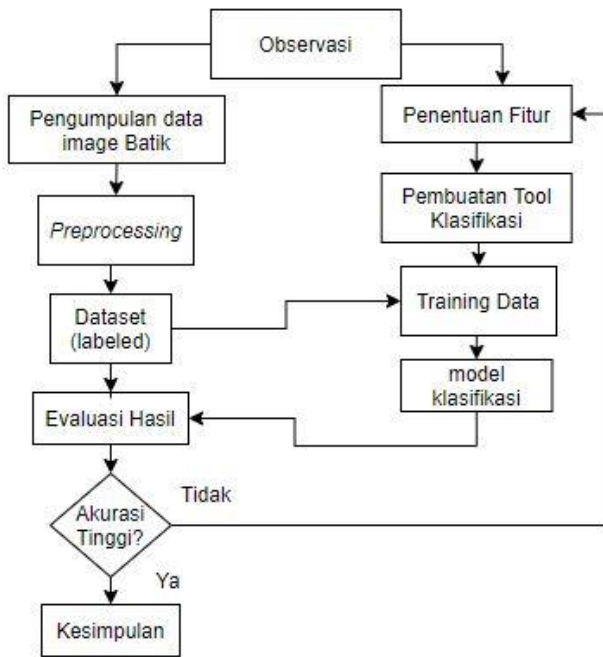 Observasi
Pengumpulan data
image Batik
Penentuan Fitur
Preprocessing
Pembuatan Tool
Klasifikasi
Dataset
(labeled)
Training Data
model
klasifikasi
Evaluasi Hasil
Akurasi
Tinggi?
Tidak
Ya
Kesimpulan